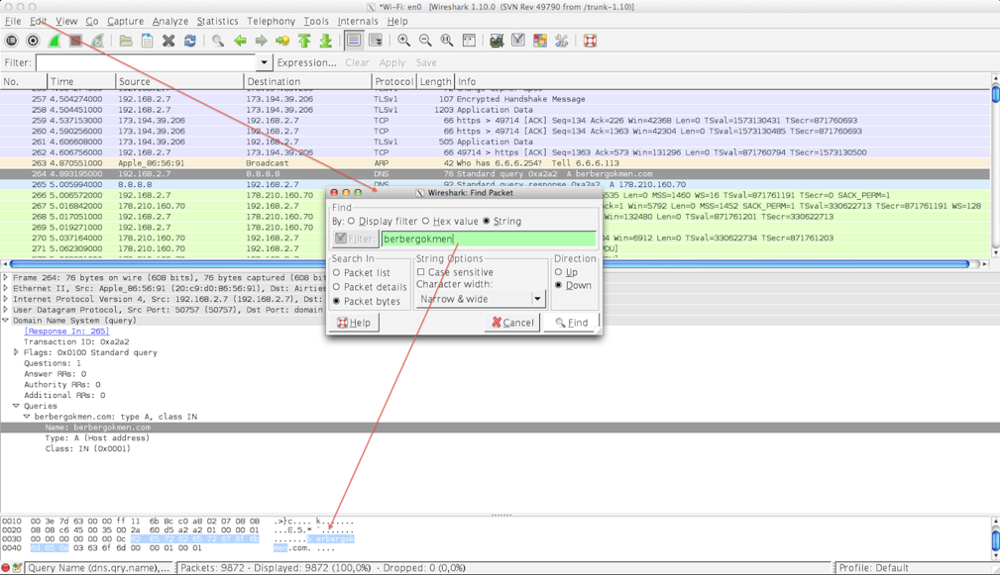 *Wi-Fi: en0 [Wireshark 1.10.0 (SVN Rev 49790 from /trunk-1.10)]
File Edit View Go Capture Analyze Statistics Telephony Tools Internals Help
Filter: Expression... Clear Apply Save
No. Time Source Destination Protocol Length Info
257 4.504274000 192.168.2.7 173.194.39.206 TLSv1 107 Encrypted Handshake Message
258 4.504451000 192.168.2.7 173.194.39.206 TLSv1 1203 Application Data
259 4.537153000 173.194.39.206 192.168.2.7 TCP 66 https > 49714 [ACK] Seq=134 Ack=226 Win=42368 Len=0 TSval=1573130493 TSecr=871760693
260 4.590256000 173.194.39.206 192.168.2.7 TCP 66 https > 49714 [ACK] Seq=134 Ack=1363 Win=42304 Len=0 TSval=1573130485 TSecr=871760693
261 4.606608000 173.194.39.206 192.168.2.7 TLSv1 505 Application Data
262 4.606756000 192.168.2.7 173.194.39.206 TCP 66 49714 > https [ACK] Seq=1363 Ack=573 Win=131296 Len=0 TSval=871760794 TSecr=1573130500
263 4.870551000 Apple_86:56:91 Broadcast ARP 42 Who has 6.6.6.254? Tell 6.6.6.113
264 4.893195000 192.168.2.7 8.8.8.8 DNS 76 Standard query 0xa2a2 A berbergokmen.com
265 5.005994000 8.8.8.8 192.168.2.7 DNS 92 Standard query response 0xa2a2 A 178.210.160.70
266 5.006572000 192.168.2.7 178.210.160.70 5535 Len=0 MSS=1460 WS=16 TSval=871761191 TSecr=0 SACK_PERM=1
267 5.016842000 178.210.160.70 192.168.2.7 ck=1 Win=5792 Len=0 MSS=1452 SACK_PERM=1 TSval=330622713 TSecr=871761191 WS=128
268 5.017051000 192.168.2.7 178.210.160.70 =132480 Len=0 TSval=871761201 TSecr=330622713
269 5.019271000 192.168.2.7 178.210.160.70
270 5.037164000 178.210.160.70 192.168.2.7 4 Win=6912 Len=0 TSval=330622734 TSecr=871761203
271 5.062309000 178.210.160.70 192.168.2.7 DU]
Wireshark: Find Packet
Find
By: Display filter Hex value String
Filter: berbergokmen
Search In String Options Direction
Packet list Case sensitive Up
Packet details Character width: Down
Packet bytes Narrow & wide
Help Cancel Find
Frame 264: 76 bytes on wire (608 bits), 76 bytes captured (608 bits)
Ethernet II, Src: Apple_86:56:91 (20:c9:d0:86:56:91), Dst: Airties
Internet Protocol Version 4, Src: 192.168.2.7 (192.168.2.7), Dst:
User Datagram Protocol, Src Port: 50757 (50757), Dst Port: domain
Domain Name System (query)
[Response In: 265]
Transaction ID: 0xa2a2
Flags: 0x0100 Standard query
Questions: 1
Answer RRs: 0
Authority RRs: 0
Additional RRs: 0
Queries
berbergokmen.com: type A, class IN
Name: berbergokmen.com
Type: A (Host address)
Class: IN (0x0001)
0010 00 3e 7d 63 00 00 ff 11 6b 8c c0 a8 02 07 08 08 .>}c.... k.......
0020 08 08 c6 45 00 35 00 2a 60 d5 a2 a2 01 00 00 01 ...E.5.* `.......
0030 00 00 00 00 00 00 0c 62 65 72 62 65 72 67 6f 6b .......b erbergok
0040 6d 65 6e 03 63 6f 6d 00 00 01 00 01 men.com. ....
Query Name (dns.qry.name),... Packets: 9872 · Displayed: 9872 (100,0%) · Dropped: 0 (0,0%) Profile: Default